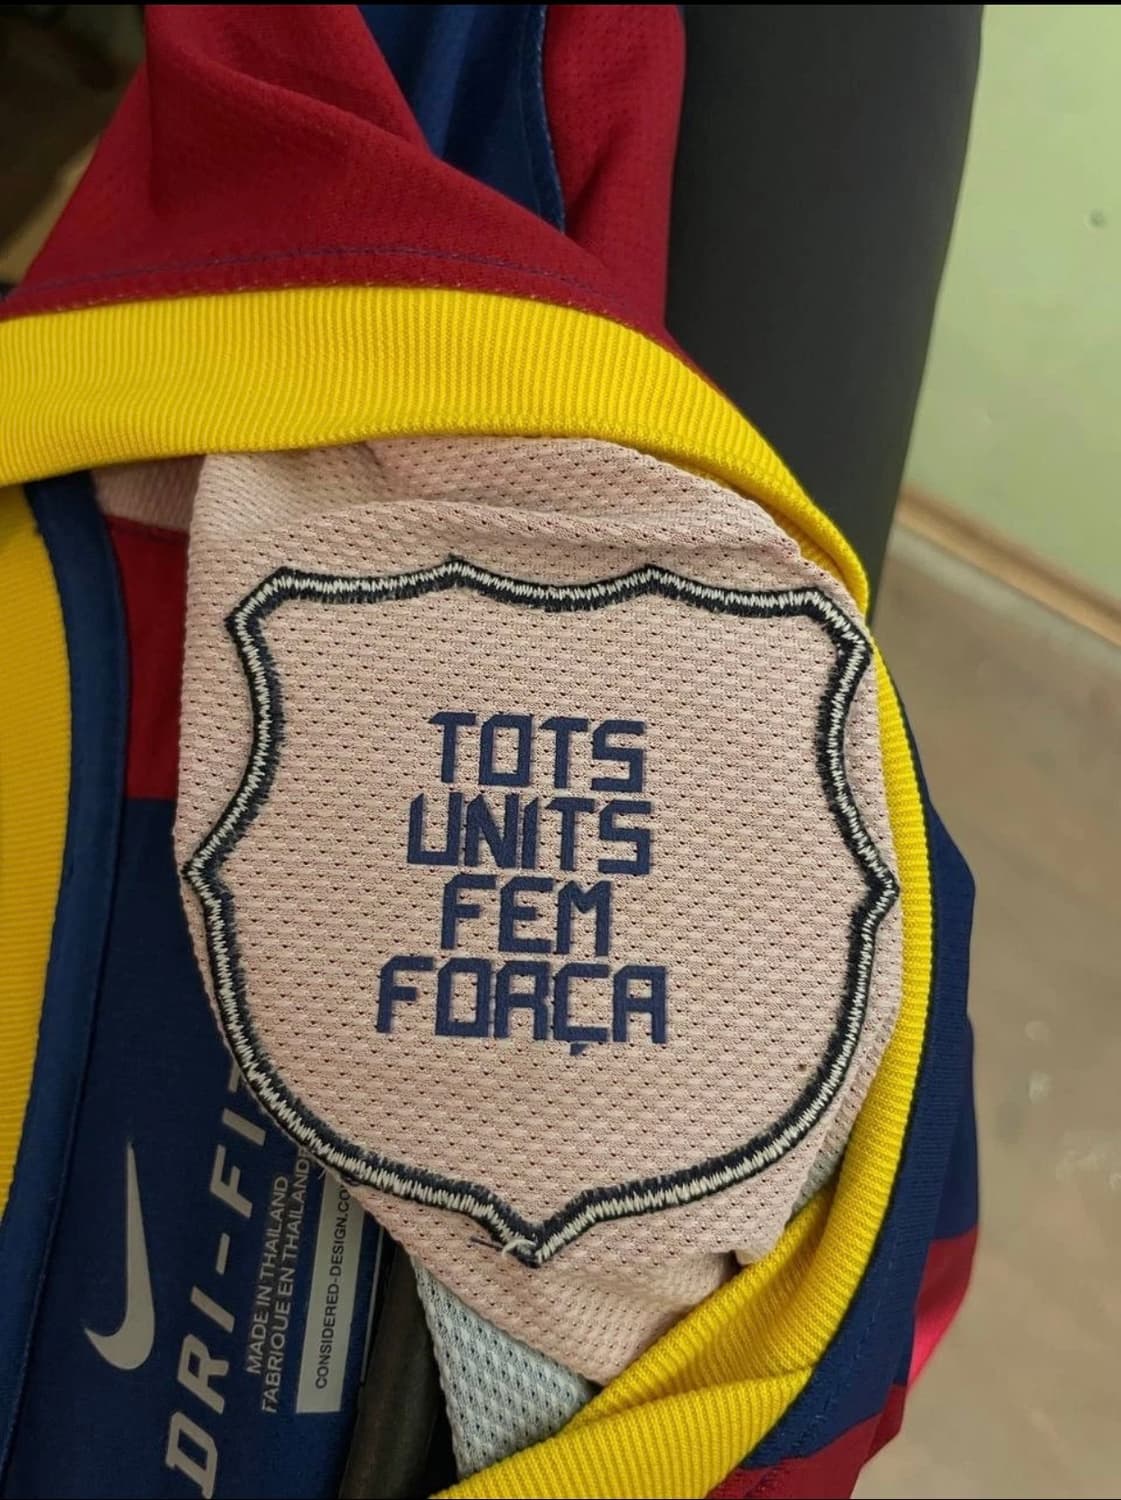 TOTS
UNITS
FEM
FORÇA
DRI-FIT
MADE IN THAILAND
FABRIQUE EN THAILANDE
CONSIDERED-DESIGN.CO